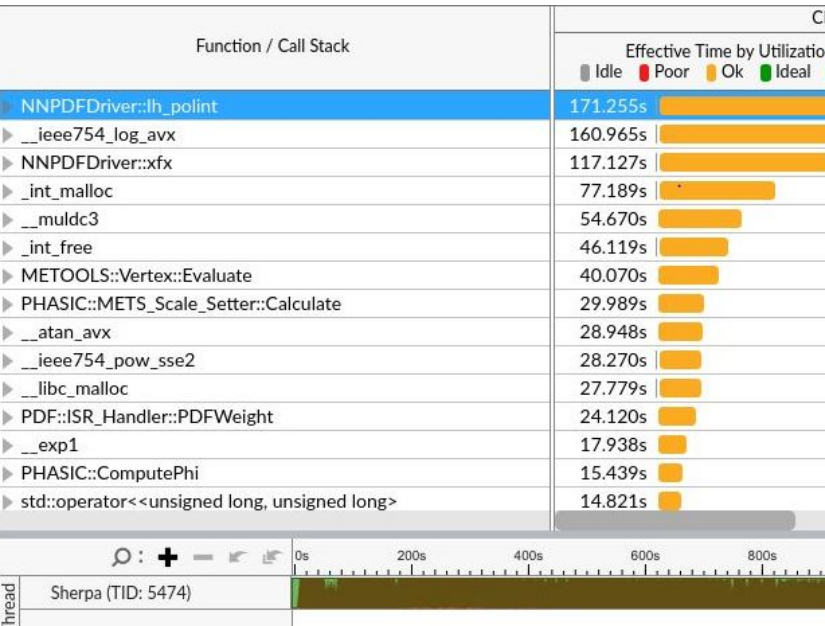 C
Function / Call Stack
Effective Time by Utilizatio
Idle Poor Ok Ideal
NNPDFDriver::lh_polint 171.255s
__ieee754_log_avx 160.965s
NNPDFDriver::xfx 117.127s
_int_malloc 77.189s
__muldc3 54.670s
_int_free 46.119s
METOOLS::Vertex::Evaluate 40.070s
PHASIC::METS_Scale_Setter::Calculate 29.989s
__atan_avx 28.948s
__ieee754_pow_sse2 28.270s
__libc_malloc 27.779s
PDF::ISR_Handler::PDFWeight 24.120s
__exp1 17.938s
PHASIC::ComputePhi 15.439s
std::operator<<unsigned long, unsigned long> 14.821s
0s 200s 400s 600s 800s
Sherpa (TID: 5474)
hread